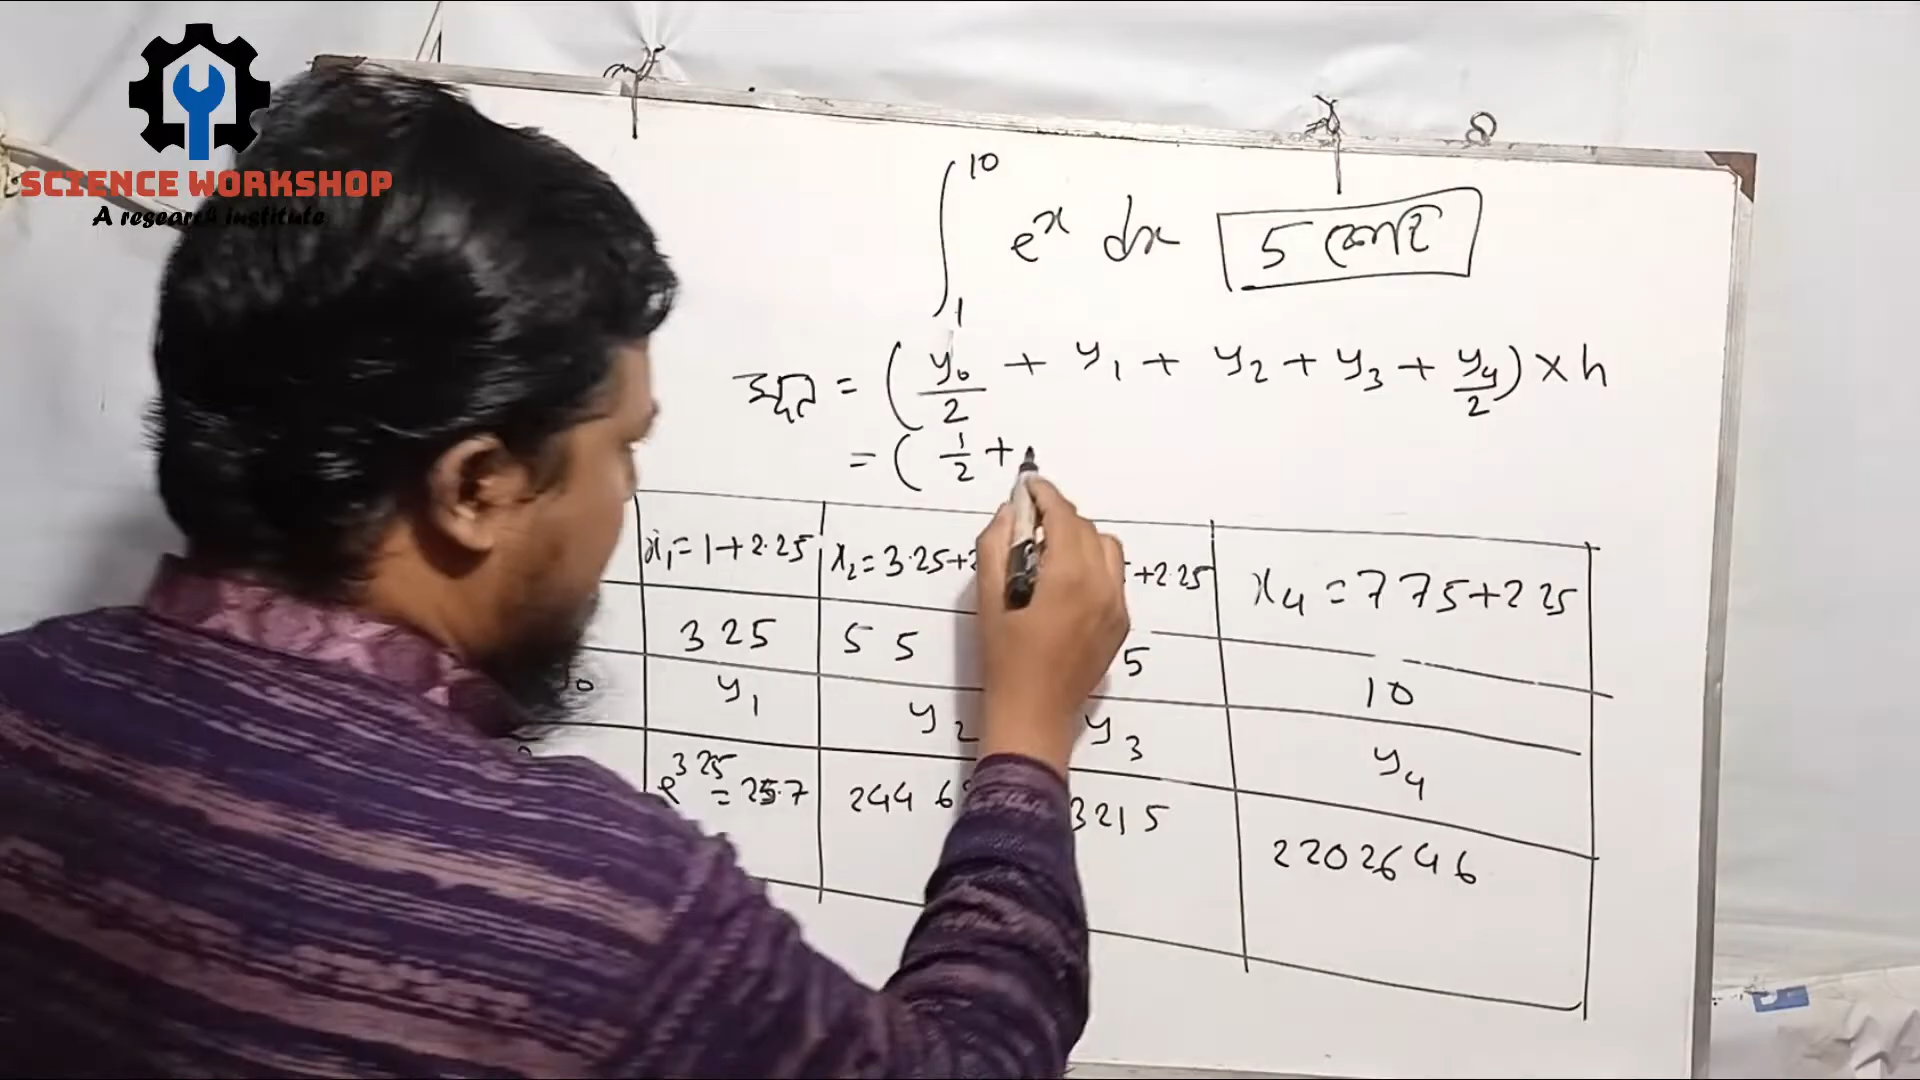 SCIENCE WORKSHOP
A research institute
∫₁¹⁰ eˣ dx 5 কোটি
= (y₀/2 + y₁ + y₂ + y₃ + y₄/2) × h
= ( 1/2 +
x₁ = 1+2.25 x₂ = 3.25+2 +2.25 x₄ = 7 75+2 25
3 25 5 5 5 10
y₁ y₂ y₃ y₄
e^3 25 = 25.7 244 6 3215 2202646